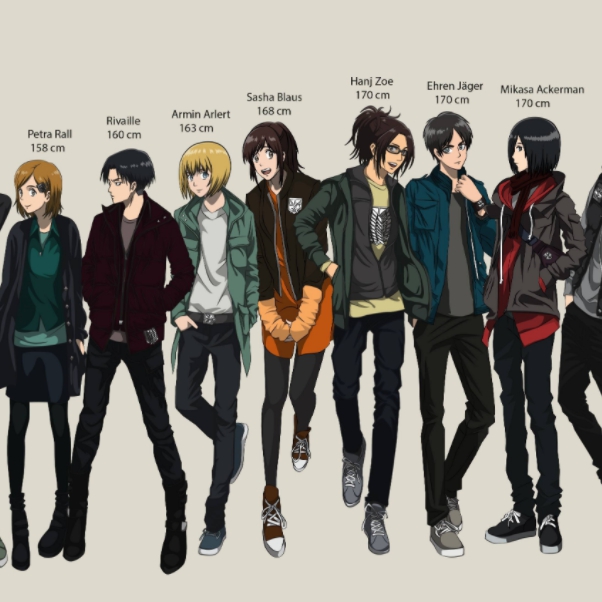 Petra Rall
158 cm
Rivaille
160 cm
Armin Arlert
163 cm
Sasha Blaus
168 cm
Hanj Zoe
170 cm
Ehren Jäger
170 cm
Mikasa Ackerman
170 cm